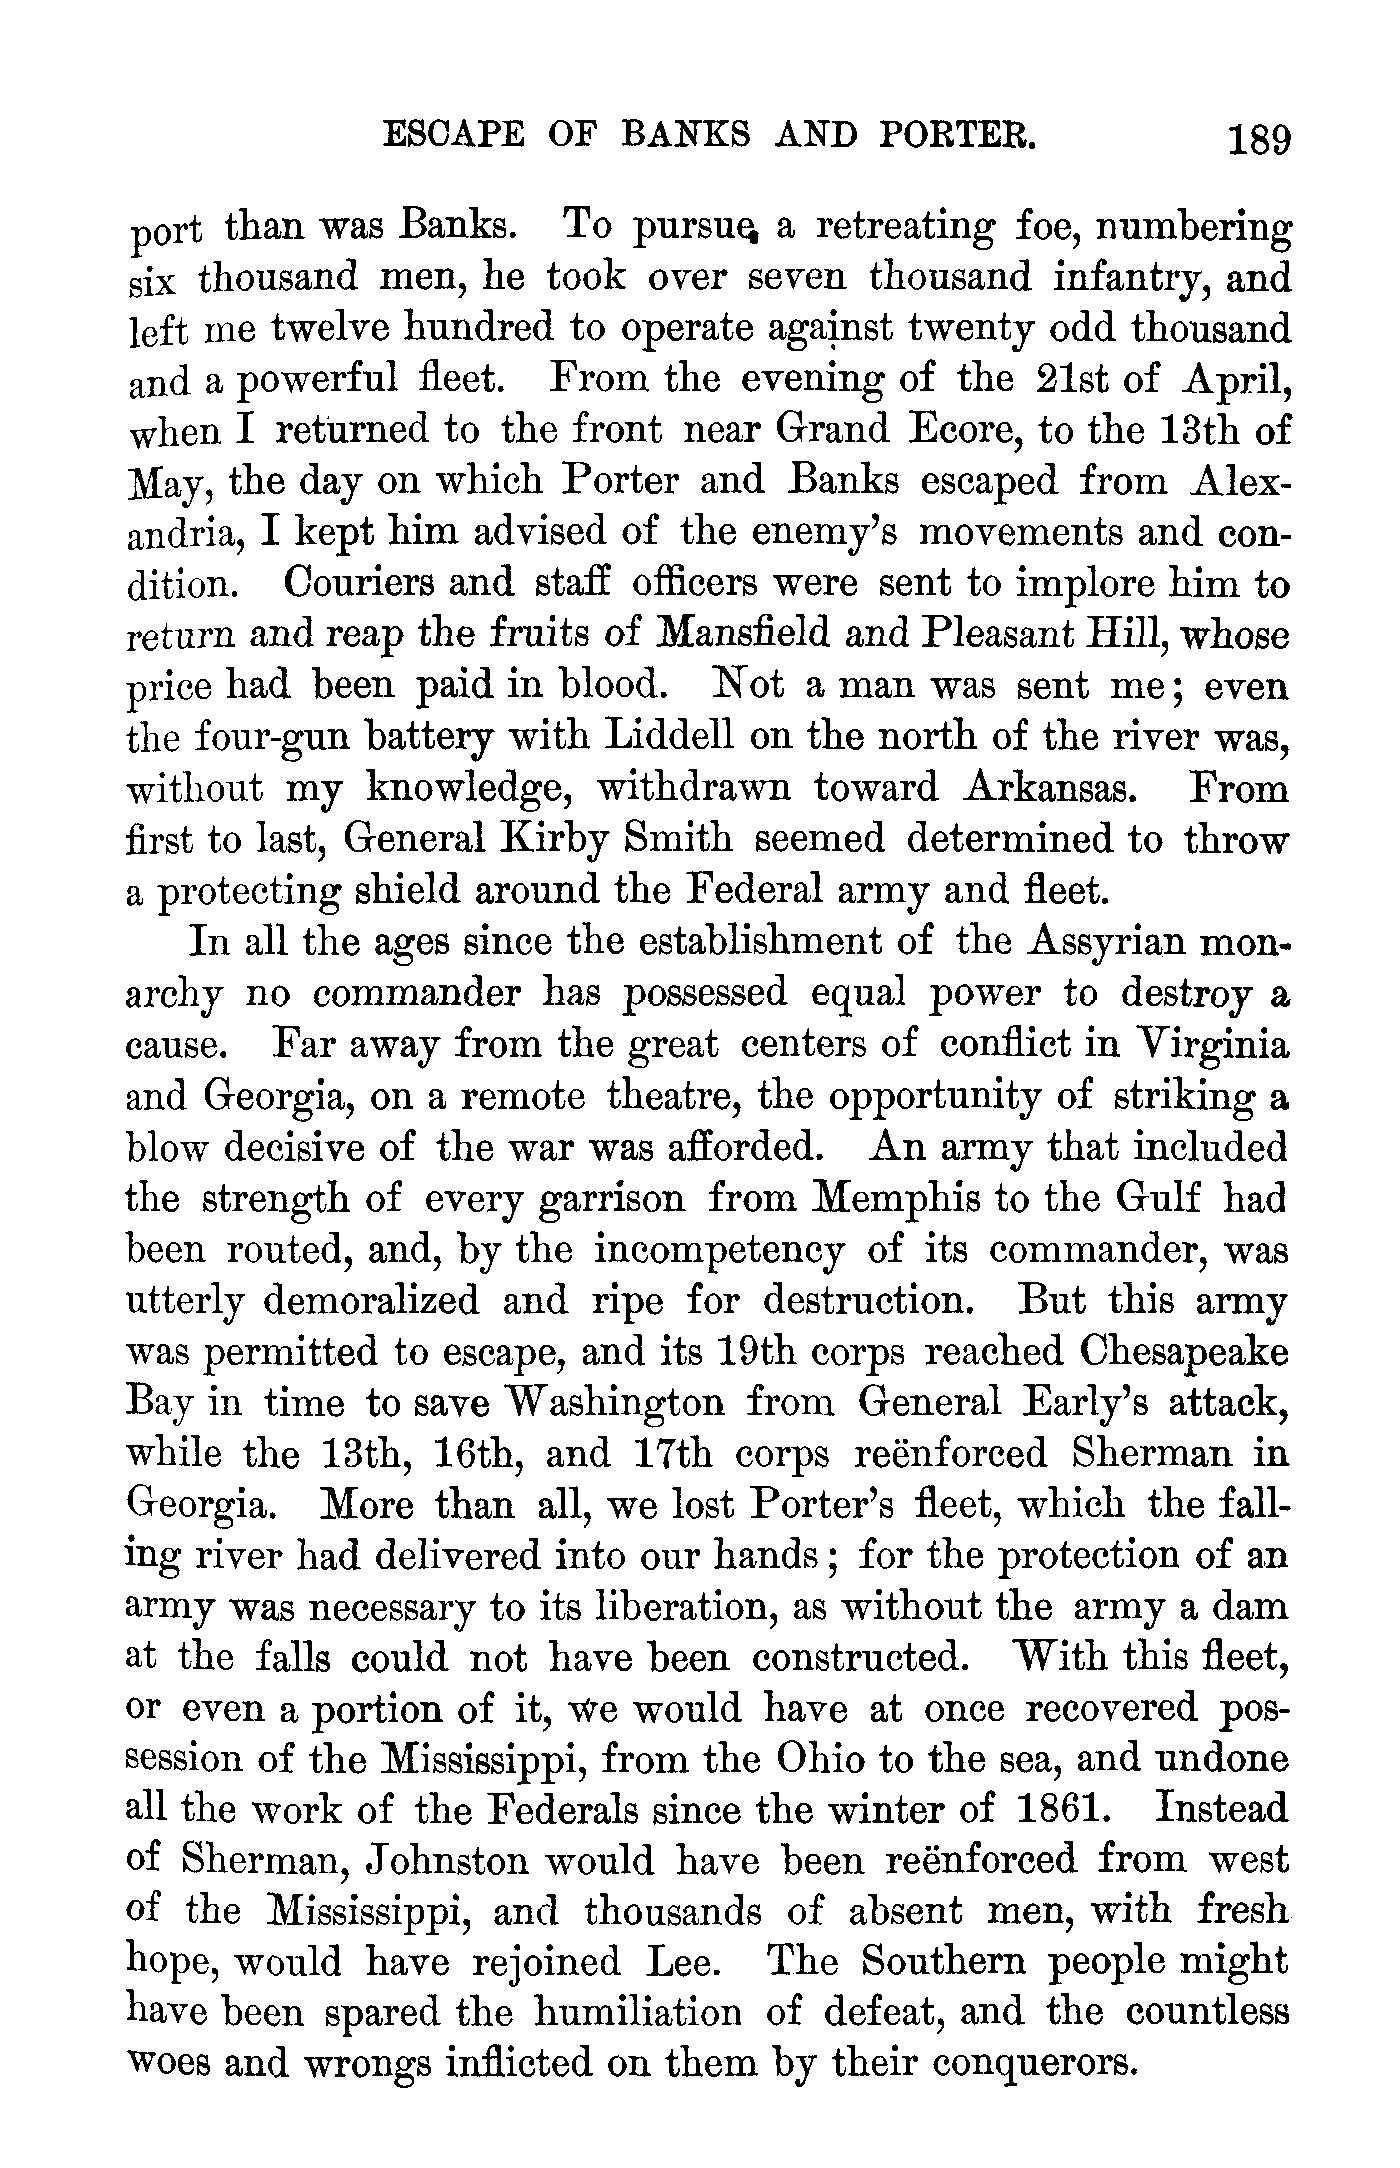 ESCAPE OF BANKS AND PORTER. 189
port than was Banks. To pursue a retreating foe, numbering
six thousand men, he took over seven thousand infantry, and
left me twelve hundred to operate against twenty odd thousand
and a powerful fleet. From the evening of the 21st of April,
when I returned to the front near Grand Ecore, to the 13th of
May, the day on which Porter and Banks escaped from Alex-
andria, I kept him advised of the enemy's movements and con-
dition. Couriers and staff officers were sent to implore him to
return and reap the fruits of Mansfield and Pleasant Hill, whose
price had been paid in blood. Not a man was sent me; even
the four-gun battery with Liddell on the north of the river was,
without my knowledge, withdrawn toward Arkansas. From
first to last, General Kirby Smith seemed determined to throw
a protecting shield around the Federal army and fleet.
In all the ages since the establishment of the Assyrian mon-
archy no commander has possessed equal power to destroy a
cause. Far away from the great centers of conflict in Virginia
and Georgia, on a remote theatre, the opportunity of striking a
blow decisive of the war was afforded. An army that included
the strength of every garrison from Memphis to the Gulf had
been routed, and, by the incompetency of its commander, was
utterly demoralized and ripe for destruction. But this army
was permitted to escape, and its 19th corps reached Chesapeake
Bay in time to save Washington from General Early's attack,
while the 13th, 16th, and 17th corps reënforced Sherman in
Georgia. More than all, we lost Porter's fleet, which the fall-
ing river had delivered into our hands; for the protection of an
army was necessary to its liberation, as without the army a dam
at the falls could not have been constructed. With this fleet,
or even a portion of it, we would have at once recovered pos-
session of the Mississippi, from the Ohio to the sea, and undone
all the work of the Federals since the winter of 1861. Instead
of Sherman, Johnston would have been reënforced from west
of the Mississippi, and thousands of absent men, with fresh
hope, would have rejoined Lee. The Southern people might
have been spared the humiliation of defeat, and the countless
woes and wrongs inflicted on them by their conquerors.